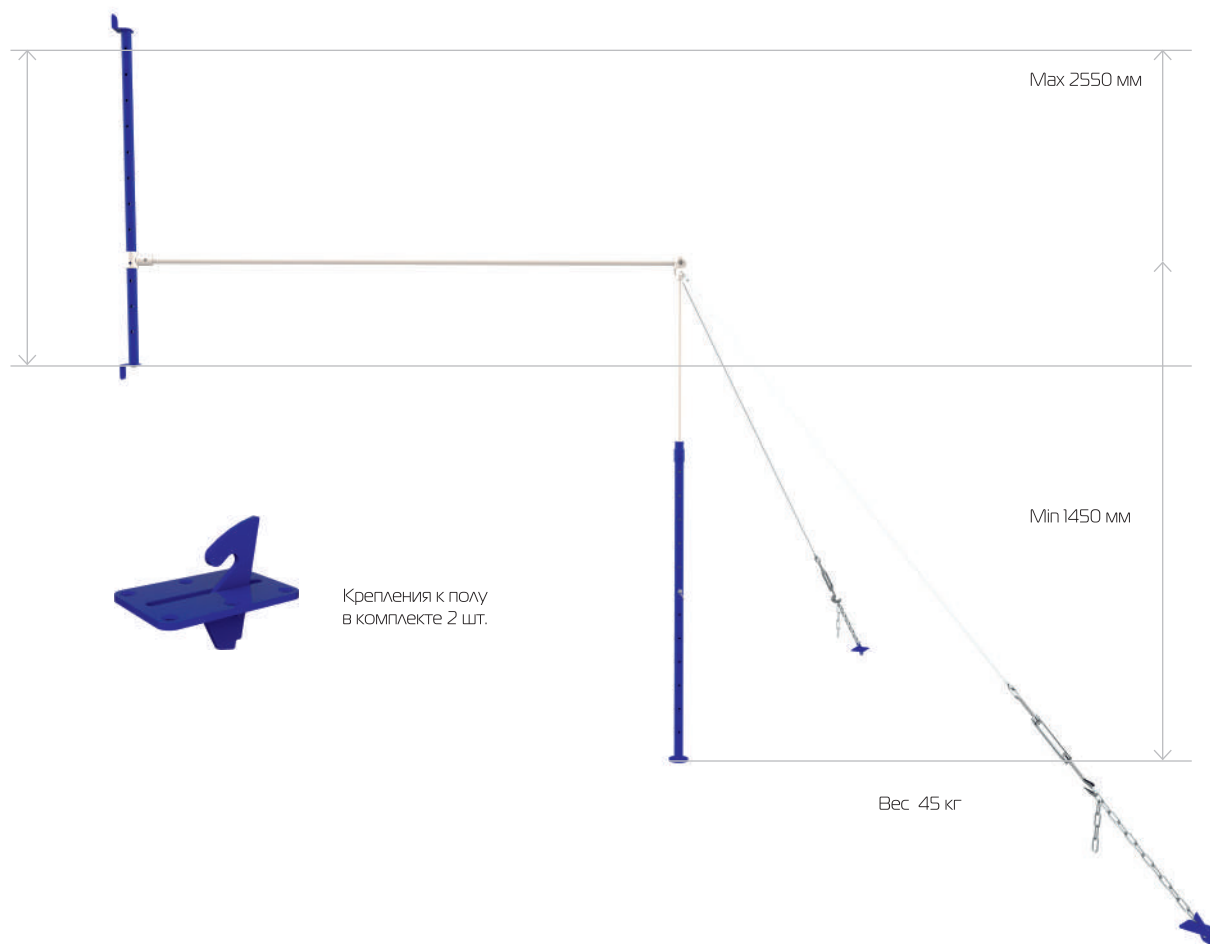 Max 2550 мм
Min 1450 мм
Крепления к полу
в комплекте 2 шт.
Вес 45 кг